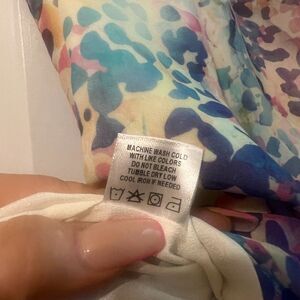 MACHINE WASH COLD
WITH LIKE COLORS
DO NOT BLEACH
TUMBLE DRY LOW
COOL IRON IF NEEDED